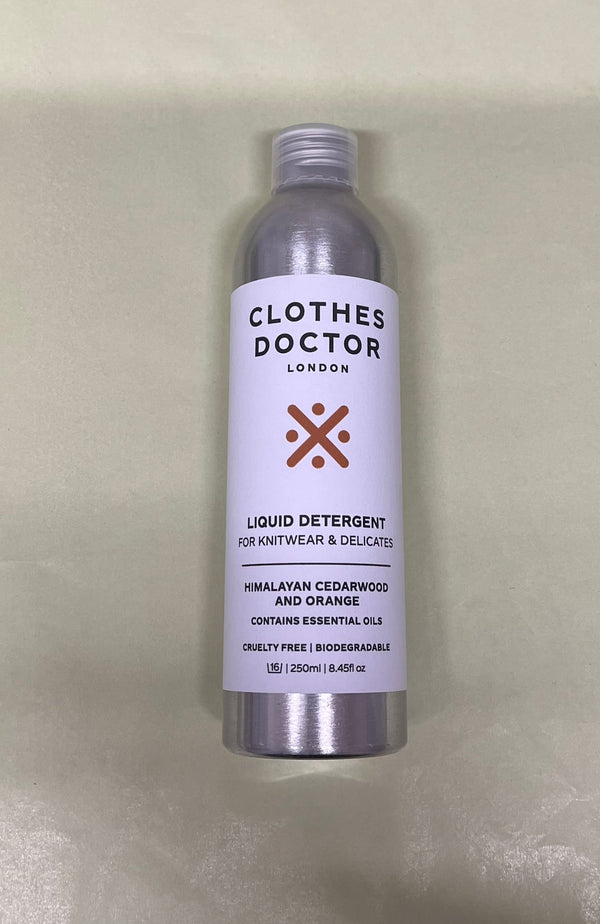 CLOTHES
DOCTOR
LONDON
LIQUID DETERGENT
FOR KNITWEAR & DELICATES
HIMALAYAN CEDARWOOD
AND ORANGE
CONTAINS ESSENTIAL OILS
CRUELTY FREE | BIODEGRADABLE
16 | 250ml | 8.45fl oz